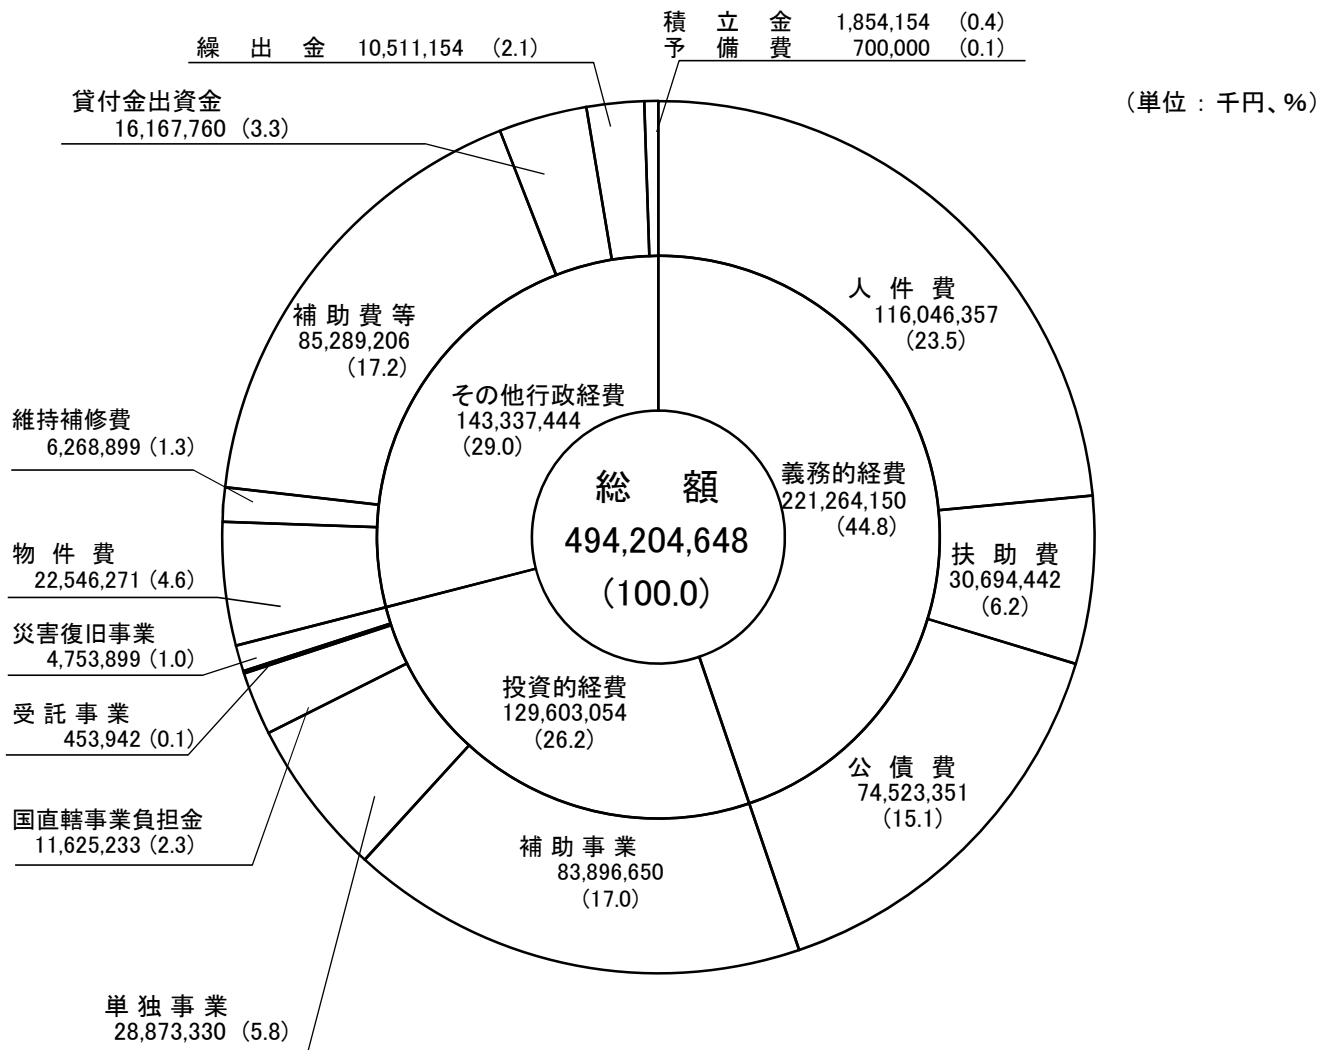 積立金 1,854,154 (0.4)
予備費 700,000 (0.1)
繰出金 10,511,154 (2.1)
(単位:千円、%)
貸付金出資金
16,167,760 (3.3)
人件費
116,046,357
(23.5)
補助費等
85,289,206
(17.2)
その他行政経費
143,337,444
(29.0)
維持補修費
6,268,899 (1.3)
義務的経費
221,264,150
(44.8)
総額
494,204,648
(100.0)
扶助費
30,694,442
(6.2)
物件費
22,546,271 (4.6)
災害復旧事業
4,753,899 (1.0)
投資的経費
129,603,054
(26.2)
受託事業
453,942 (0.1)
公債費
74,523,351
(15.1)
国直轄事業負担金
11,625,233 (2.3)
補助事業
83,896,650
(17.0)
単独事業
28,873,330 (5.8)